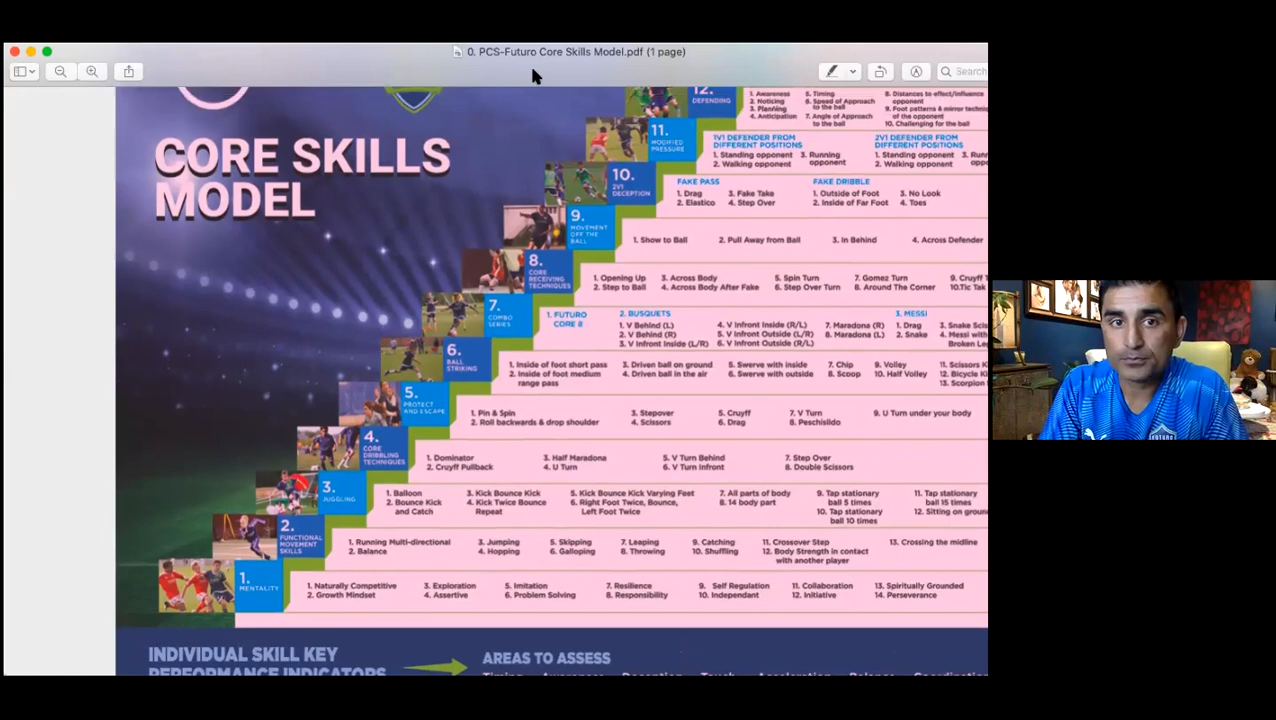 0. PCS-Futuro Core Skills Model.pdf (1 page)
Search
CORE SKILLS
MODEL
12.
DEFENDING
1. Awareness
2. Noticing
3. Planning
4. Anticipation
5. Timing
6. Speed of Approach
to the ball
7. Angle of Approach
to the ball
8. Distances to effect/influence
opponent
9. Foot patterns & mirror techni
of the opponent
10. Challenging for the ball
11.
MODIFIED
PRESSURE
1V1 DEFENDER FROM
DIFFERENT POSITIONS
1. Standing opponent
2. Walking opponent
3. Running
opponent
2V1 DEFENDER FROM
DIFFERENT POSITIONS
1. Standing opponent
2. Walking opponent
3. Runn
oppo
10.
2V1
DECEPTION
FAKE PASS
1. Drag
2. Elastico
3. Fake Take
4. Step Over
FAKE DRIBBLE
1. Outside of Foot
2. Inside of Far Foot
3. No Look
4. Toes
9.
MOVEMENT
OFF THE
BALL
1. Show to Ball
2. Pull Away from Ball
3. In Behind
4. Across Defender
8.
CORE
RECEIVING
TECHNIQUES
1. Opening Up
2. Step to Ball
3. Across Body
4. Across Body After Fake
5. Spin Turn
6. Step Over Turn
7. Gomez Turn
8. Around The Corner
9. Cruyff T
10.Tic Tak
7.
COMBO
SERIES
1. FUTURO
CORE 8
2. BUSQUETS
1. V Behind (L)
2. V Behind (R)
3. V Infront Inside (L/R)
4. V Infront Inside (R/L)
5. V Infront Outside (L/R)
6. V Infront Outside (R/L)
7. Maradona (R)
8. Maradona (L)
3. MESSI
1. Drag
2. Snake
3. Snake Scis
4. Messi with
Broken Le
6.
BALL
STRIKING
1. Inside of foot short pass
2. Inside of foot medium
range pass
3. Driven ball on ground
4. Driven ball in the air
5. Swerve with inside
6. Swerve with outside
7. Chip
8. Scoop
9. Volley
10. Half Volley
11. Scissors K
12. Bicycle Ki
13. Scorpion
5.
PROTECT
AND ESCAPE
1. Pin & Spin
2. Roll backwards & drop shoulder
3. Stepover
4. Scissors
5. Cruyff
6. Drag
7. V Turn
8. Peschisildo
9. U Turn under your body
4.
CORE
DRIBBLING
TECHNIQUES
1. Dominator
2. Cruyff Pullback
3. Half Maradona
4. U Turn
5. V Turn Behind
6. V Turn Infront
7. Step Over
8. Double Scissors
3.
JUGGLING
1. Balloon
2. Bounce Kick
and Catch
3. Kick Bounce Kick
4. Kick Twice Bounce
Repeat
5. Kick Bounce Kick Varying Feet
6. Right Foot Twice, Bounce,
Left Foot Twice
7. All parts of body
8. 14 body part
9. Tap stationary
ball 5 times
10. Tap stationary
ball 10 times
11. Tap stationary
ball 15 times
12. Sitting on groun
2.
FUNCTIONAL
MOVEMENT
SKILLS
1. Running Multi-directional
2. Balance
3. Jumping
4. Hopping
5. Skipping
6. Galloping
7. Leaping
8. Throwing
9. Catching
10. Shuffling
11. Crossover Step
12. Body Strength in contact
with another player
13. Crossing the midline
1.
MENTALITY
1. Naturally Competitive
2. Growth Mindset
3. Exploration
4. Assertive
5. Imitation
6. Problem Solving
7. Resilience
8. Responsibility
9. Self Regulation
10. Independant
11. Collaboration
12. Initiative
13. Spiritually Grounded
14. Perseverance
INDIVIDUAL SKILL KEY
PERFORMANCE INDICATORS
AREAS TO ASSESS
Timing Awareness Deception Touch Acceleration Balance Coordination